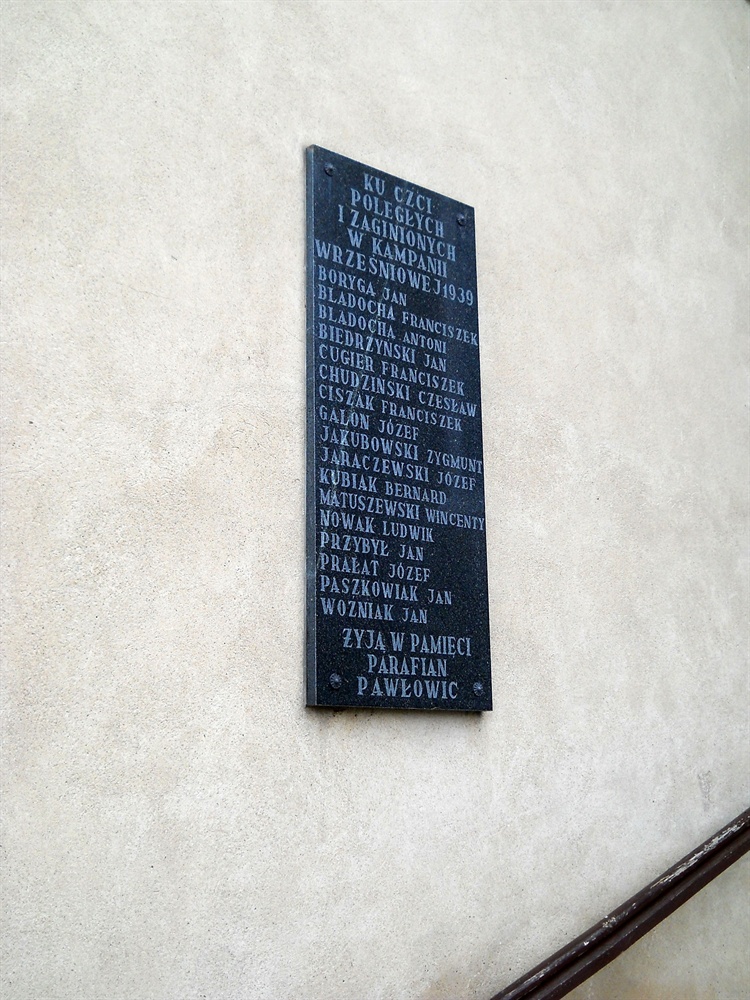 KU CZCI
POLEGŁYCH
I ZAGINIONYCH
W KAMPANII
WRZEŚNIOWEJ 1939
BORYGA JAN
BLADOCHA FRANCISZEK
BLADOCHA ANTONI
BIEDRZYŃSKI JAN
CUGIER FRANCISZEK
CHUDZIŃSKI CZESŁAW
CISZAK FRANCISZEK
GALON JÓZEF
JAKUBOWSKI ZYGMUNT
JARACZEWSKI JÓZEF
KUBIAK BERNARD
MATUSZEWSKI WINCENTY
NOWAK LUDWIK
PRZYBYŁ JAN
PRAŁAT JÓZEF
PASZKOWIAK JAN
WOŹNIAK JAN
ŻYJĄ W PAMIĘCI
PARAFIAN
PAWŁOWIC